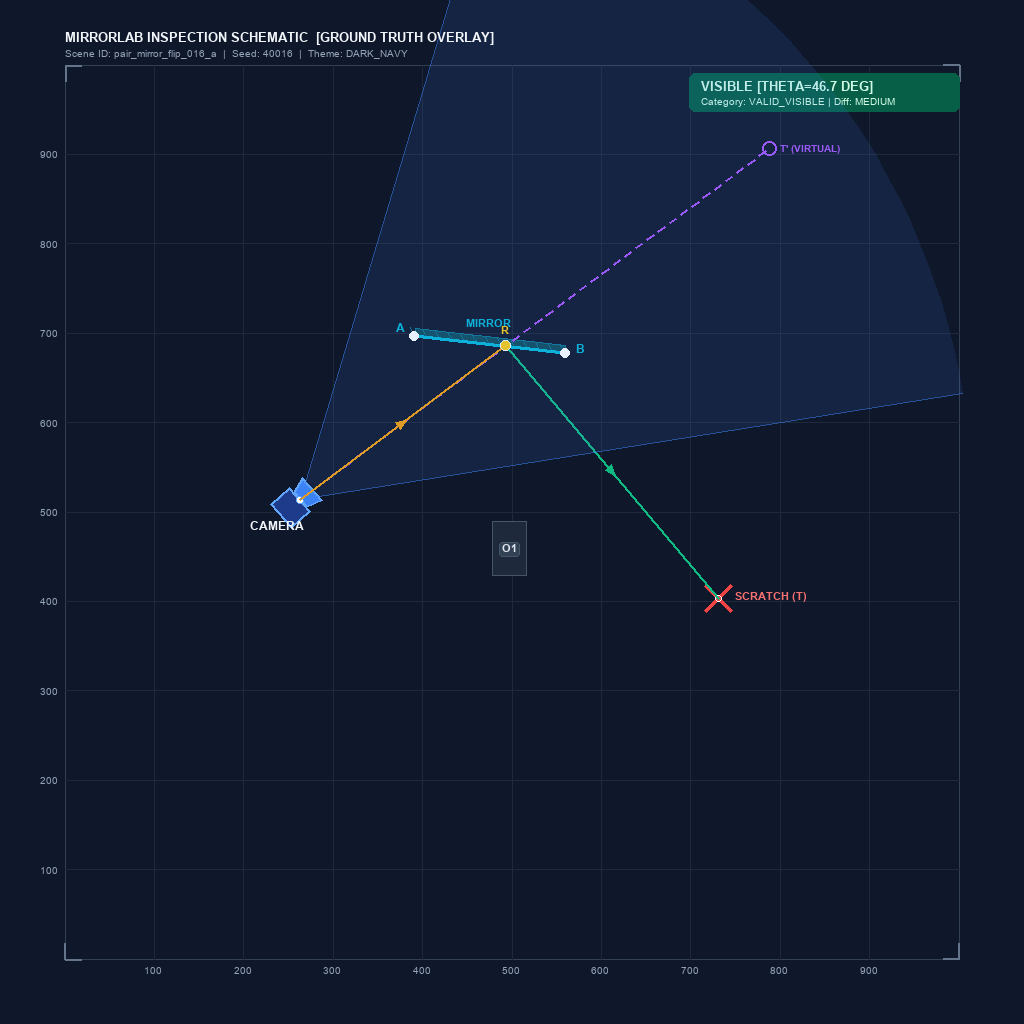 MIRRORLAB INSPECTION SCHEMATIC [GROUND TRUTH OVERLAY]
Scene ID: pair_mirror_flip_016_a | Seed: 40016 | Theme: DARK_NAVY
VISIBLE [THETA=46.7 DEG]
Category: VALID_VISIBLE | Diff: MEDIUM
T' (VIRTUAL)
900
800
700
600
500
400
300
200
100
MIRROR
A
R
B
CAMERA
O1
SCRATCH (T)
100 200 300 400 500 600 700 800 900